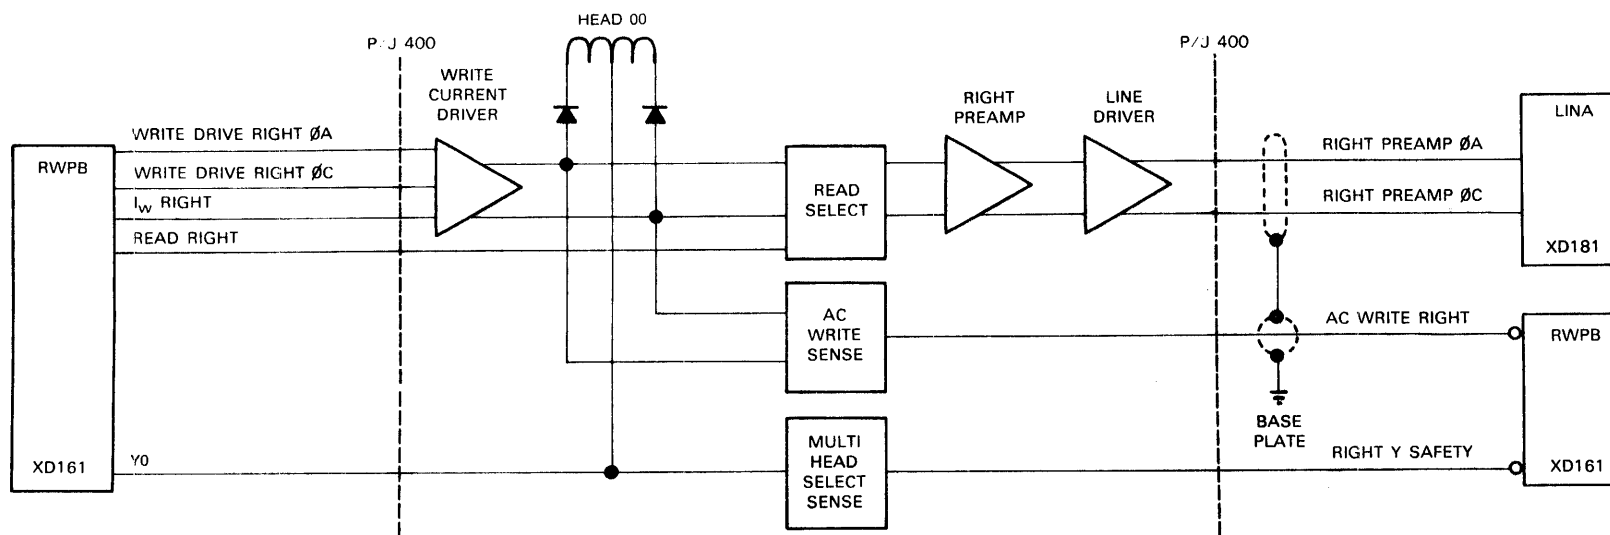 HEAD 00
P/J 400
P/J 400
WRITE
CURRENT
DRIVER
RIGHT
PREAMP
LINE
DRIVER
LINA
WRITE DRIVE RIGHT ØA
RIGHT PREAMP ØA
RWPB
WRITE DRIVE RIGHT ØC
READ
SELECT
RIGHT PREAMP ØC
IW RIGHT
READ RIGHT
XD181
AC
WRITE
SENSE
AC WRITE RIGHT
RWPB
BASE
PLATE
MULTI
HEAD
SELECT
SENSE
RIGHT Y SAFETY
XD161
Y0
XD161